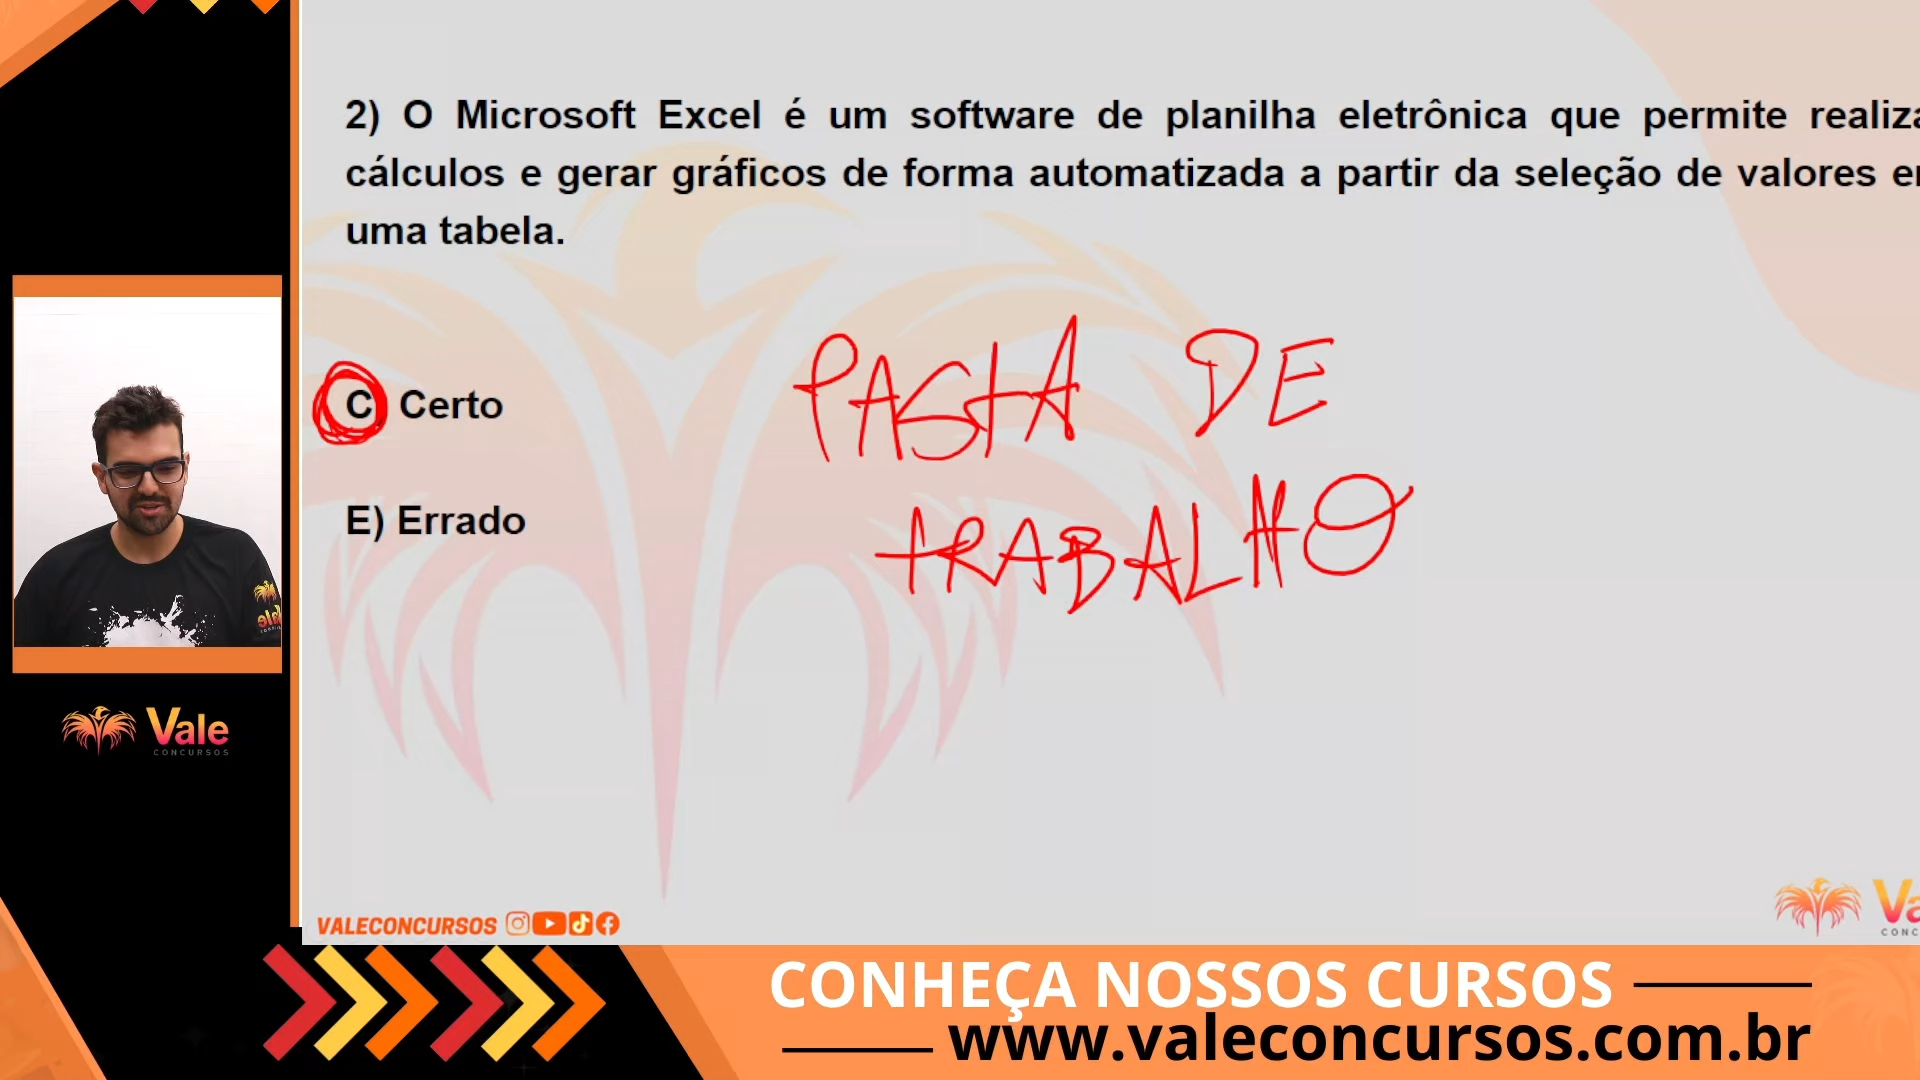 2) O Microsoft Excel é um software de planilha eletrônica que permite realiza
cálculos e gerar gráficos de forma automatizada a partir da seleção de valores e
uma tabela.
C) Certo
E) Errado
PASTA DE
TRABALHO
Vale
CONCURSOS
VALECONCURSOS
Va
CONC
CONHEÇA NOSSOS CURSOS
www.valeconcursos.com.br